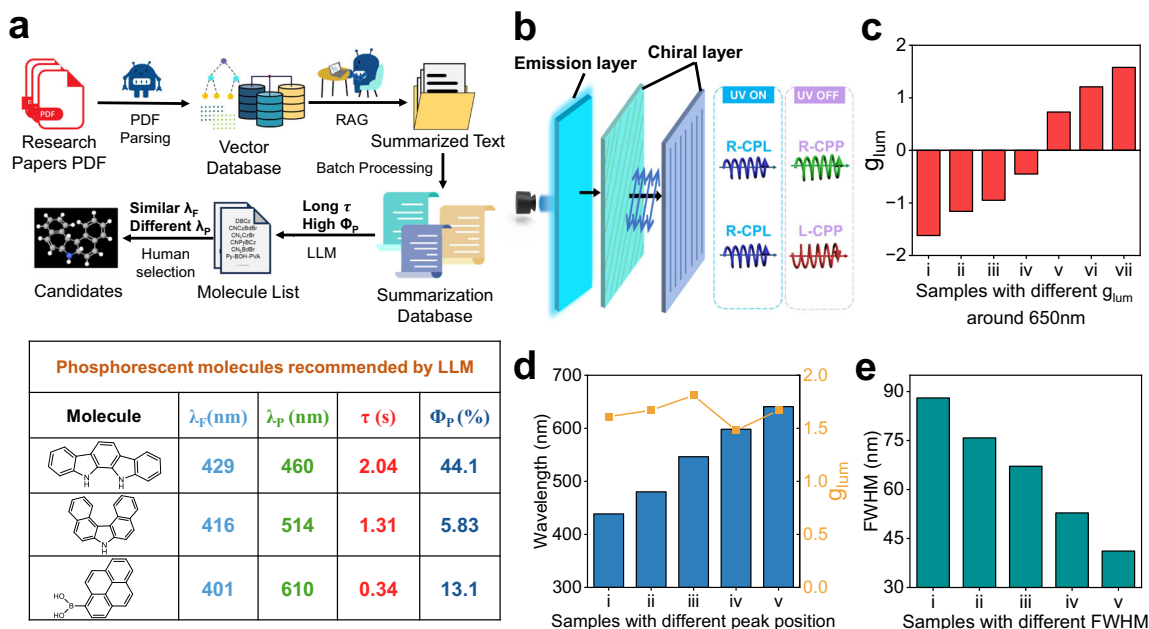 a
PDF
Research
Papers PDF
PDF
Parsing
Vector
Database
RAG
Summarized Text
Batch Processing
Summarization
Database
Long τ
High Φ_P
LLM
DBCz
CNCzBdBr
CN₂CzBr
CNPyBCz
CN₂BdBr
Py-BOH-PVA
Molecule List
Similar λ_F
Different λ_P
Human
selection
Candidates
Phosphorescent molecules recommended by LLM
Molecule λ_F(nm) λ_P (nm) τ (s) Φ_P (%)
N H N H 429 460 2.04 44.1
N H 416 514 1.31 5.83
HO B HO 401 610 0.34 13.1
b
Emission layer
Chiral layer
UV ON UV OFF
R-CPL R-CPP
R-CPL L-CPP
c
g_lum
2
1
0
−1
−2
i ii iii iv v vi vii
Samples with different g_lum
around 650nm
d
Wavelength (nm)
700
600
500
400
300
2.0
1.5
1.0
0.5
0.0
g_lum
i ii iii iv v
Samples with different peak position
e
FWHM (nm)
90
75
60
45
30
i ii iii iv v
Samples with different FWHM